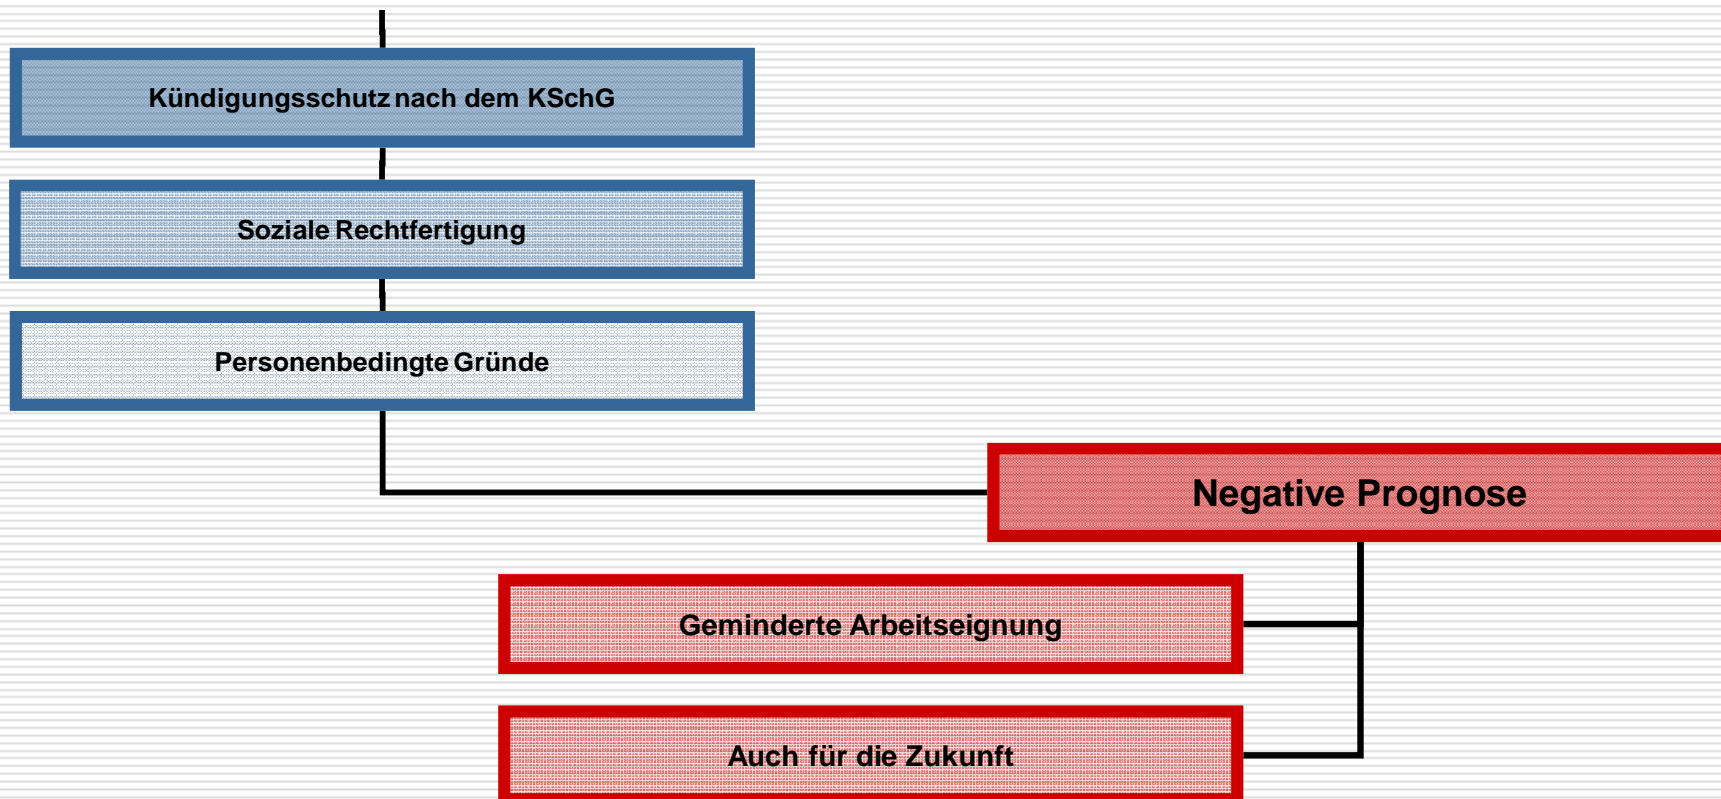 Kündigungsschutz nach dem KSchG
Soziale Rechtfertigung
Personenbedingte Gründe
Negative Prognose
Geminderte Arbeitseignung
Auch für die Zukunft